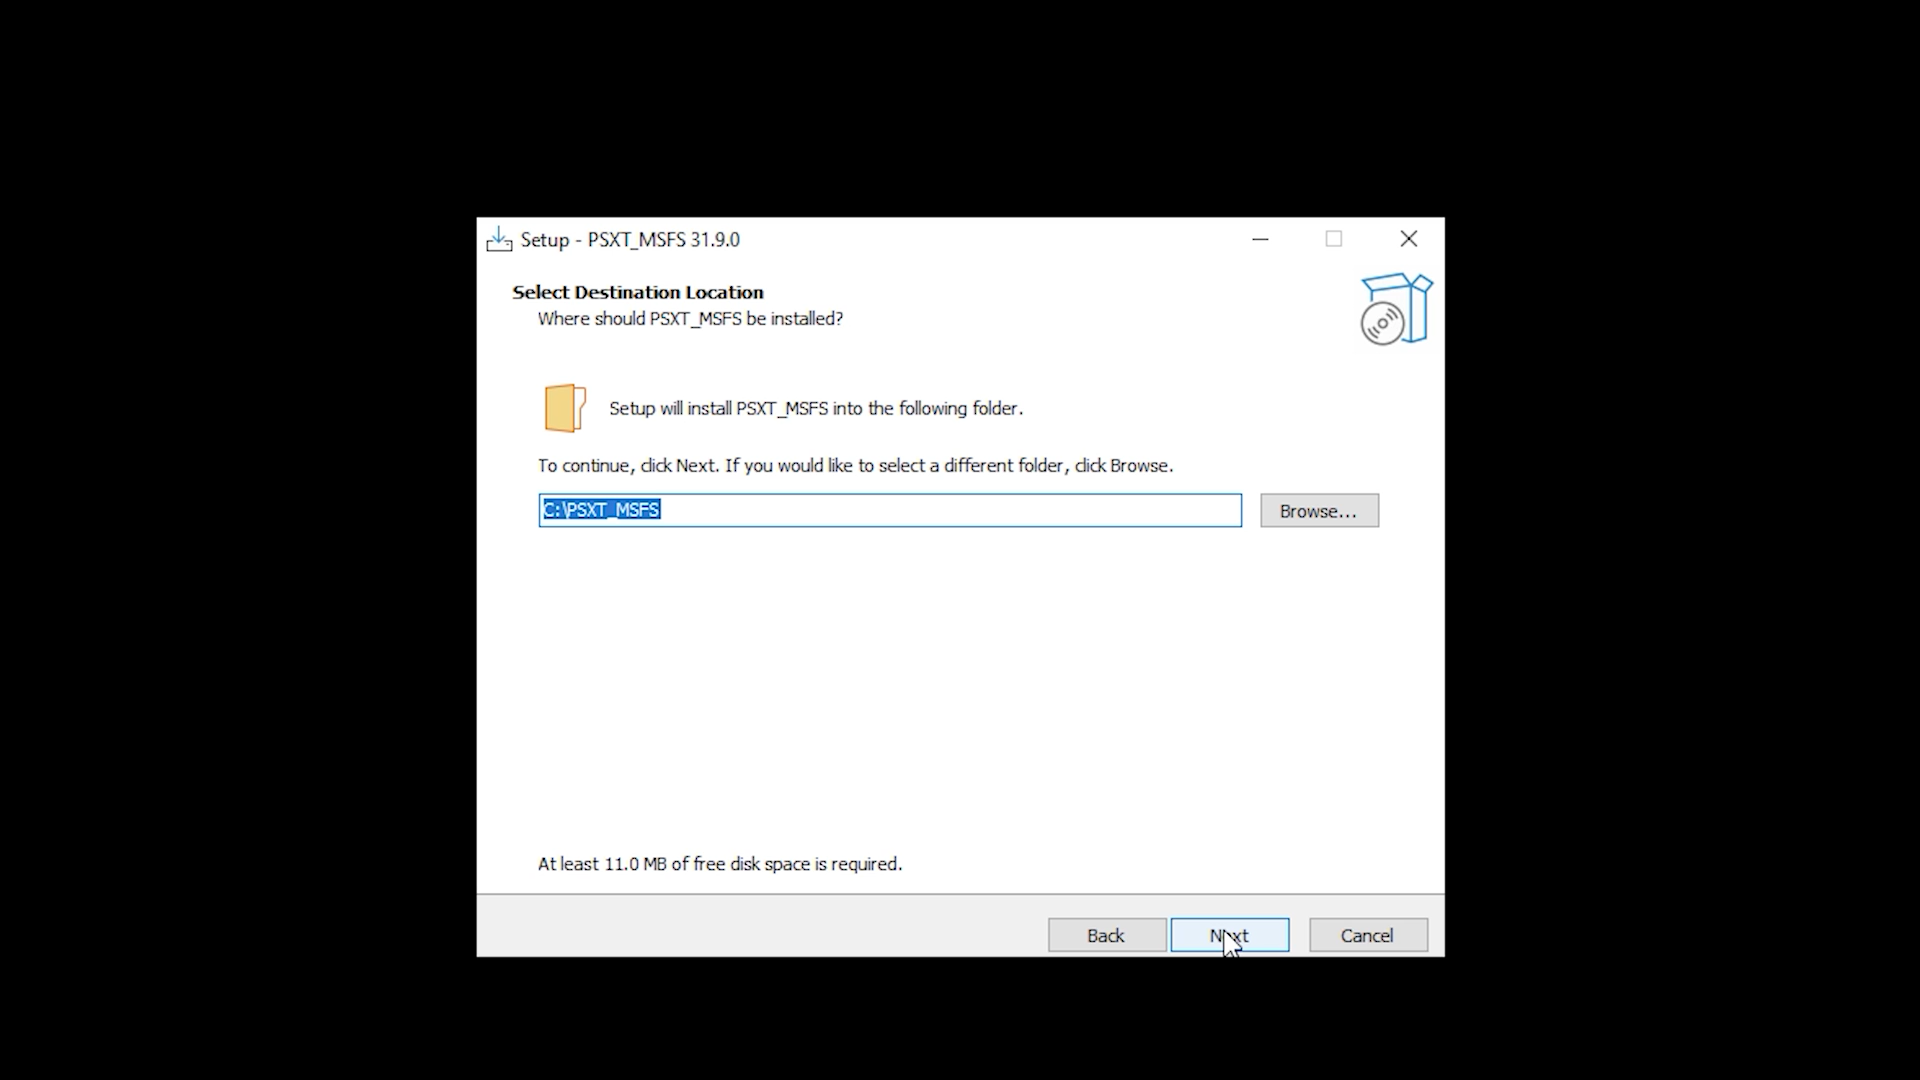 Setup - PSXT_MSFS 31.9.0
Select Destination Location
Where should PSXT_MSFS be installed?
Setup will install PSXT_MSFS into the following folder.
To continue, click Next. If you would like to select a different folder, click Browse.
C:\PSXT_MSFS
Browse...
At least 11.0 MB of free disk space is required.
Back
Next
Cancel